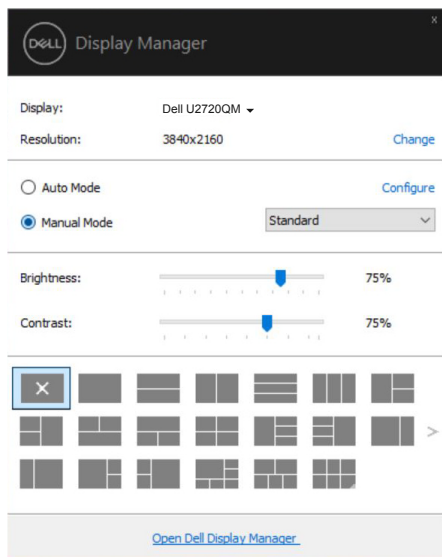 DELL Display Manager
x
Display: Dell U2720QM
Resolution: 3840x2160 Change
Auto Mode Configure
Manual Mode Standard
Brightness: 75%
Contrast: 75%
Open Dell Display Manager